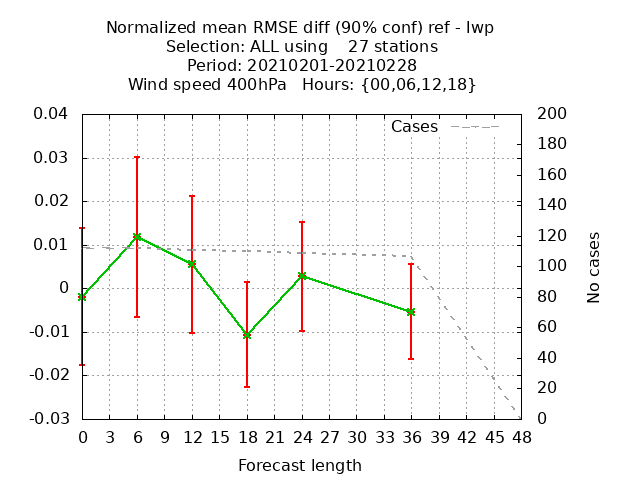 Normalized mean RMSE diff (90% conf) ref - lwp
Selection: ALL using    27 stations
Period: 20210201-20210228
Wind speed 400hPa   Hours: {00,06,12,18}
0.04
0.03
0.02
0.01
0
-0.01
-0.02
-0.03
Cases
200
180
160
140
120
100
80
60
40
20
0
No cases
0 3 6 9 12 15 18 21 24 27 30 33 36 39 42 45 48
Forecast length